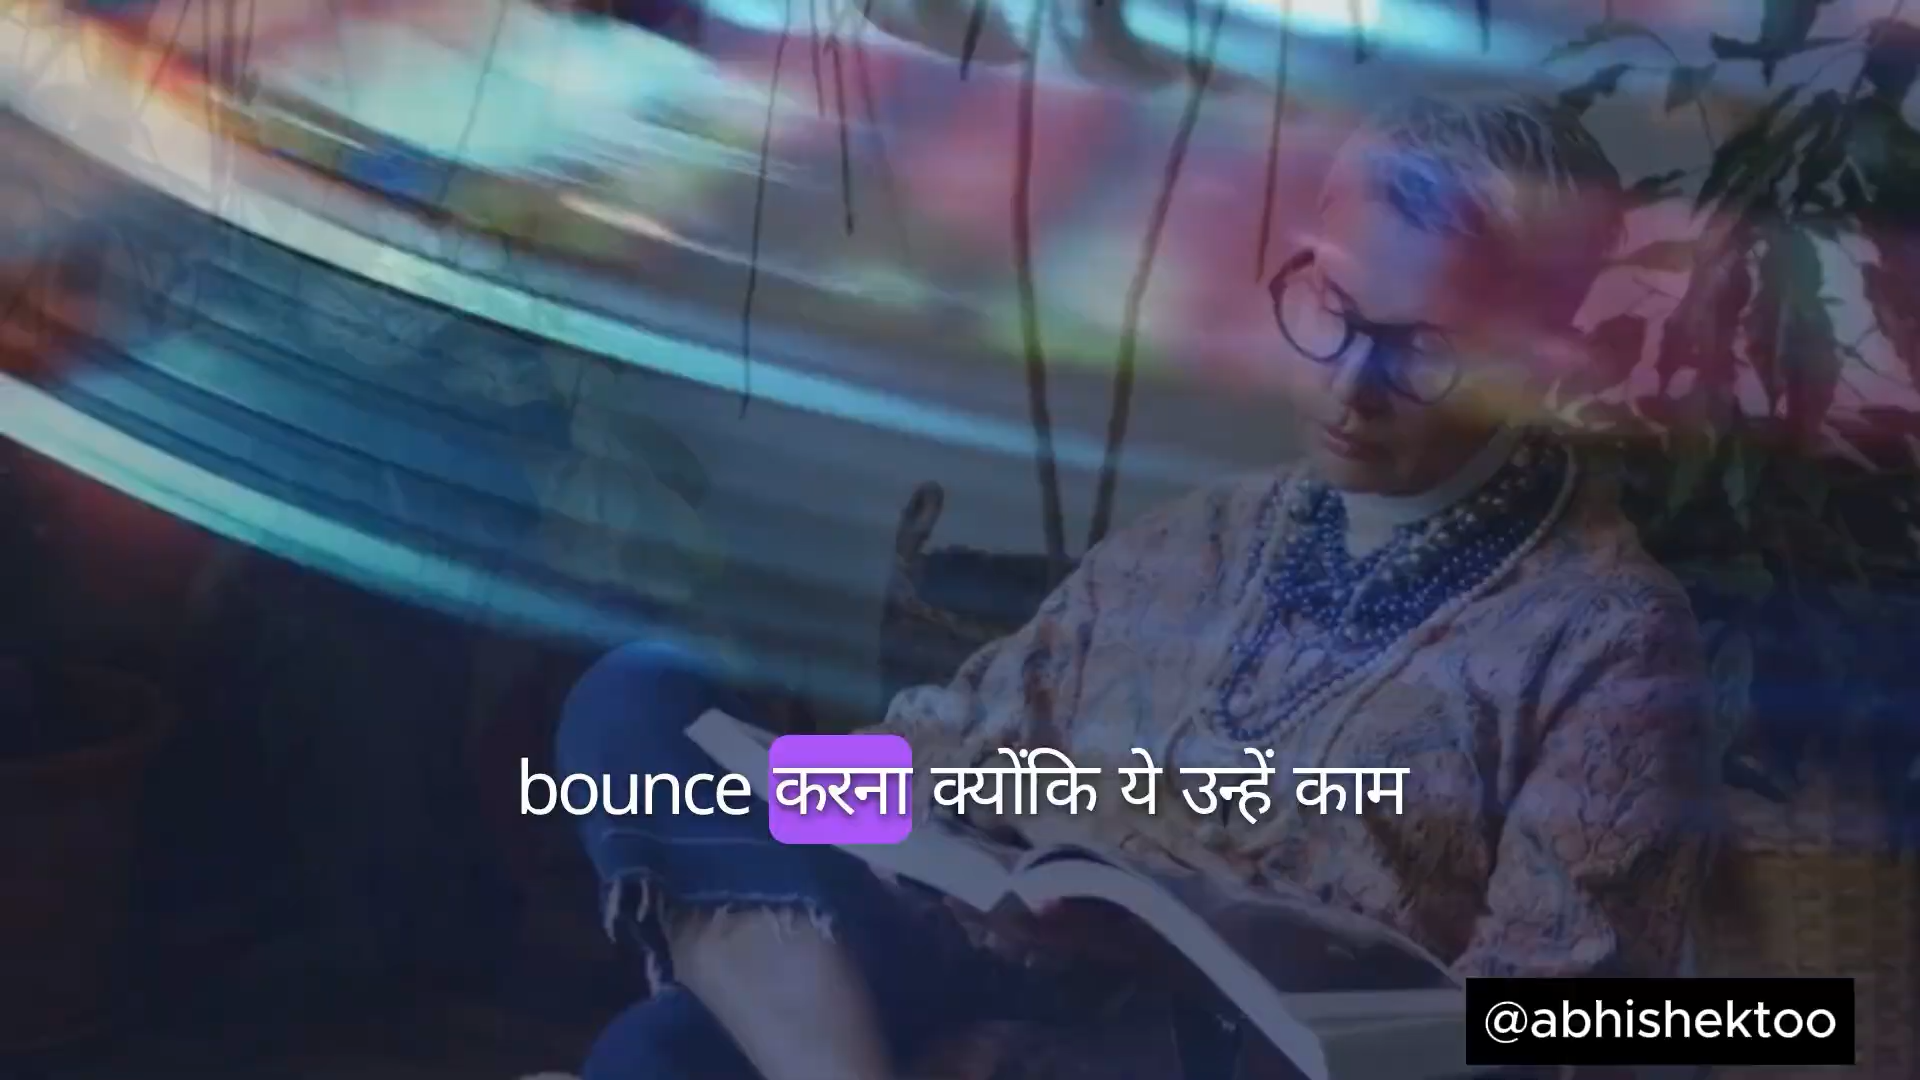 bounce करना क्योंकि ये उन्हें काम
@abhishektoo